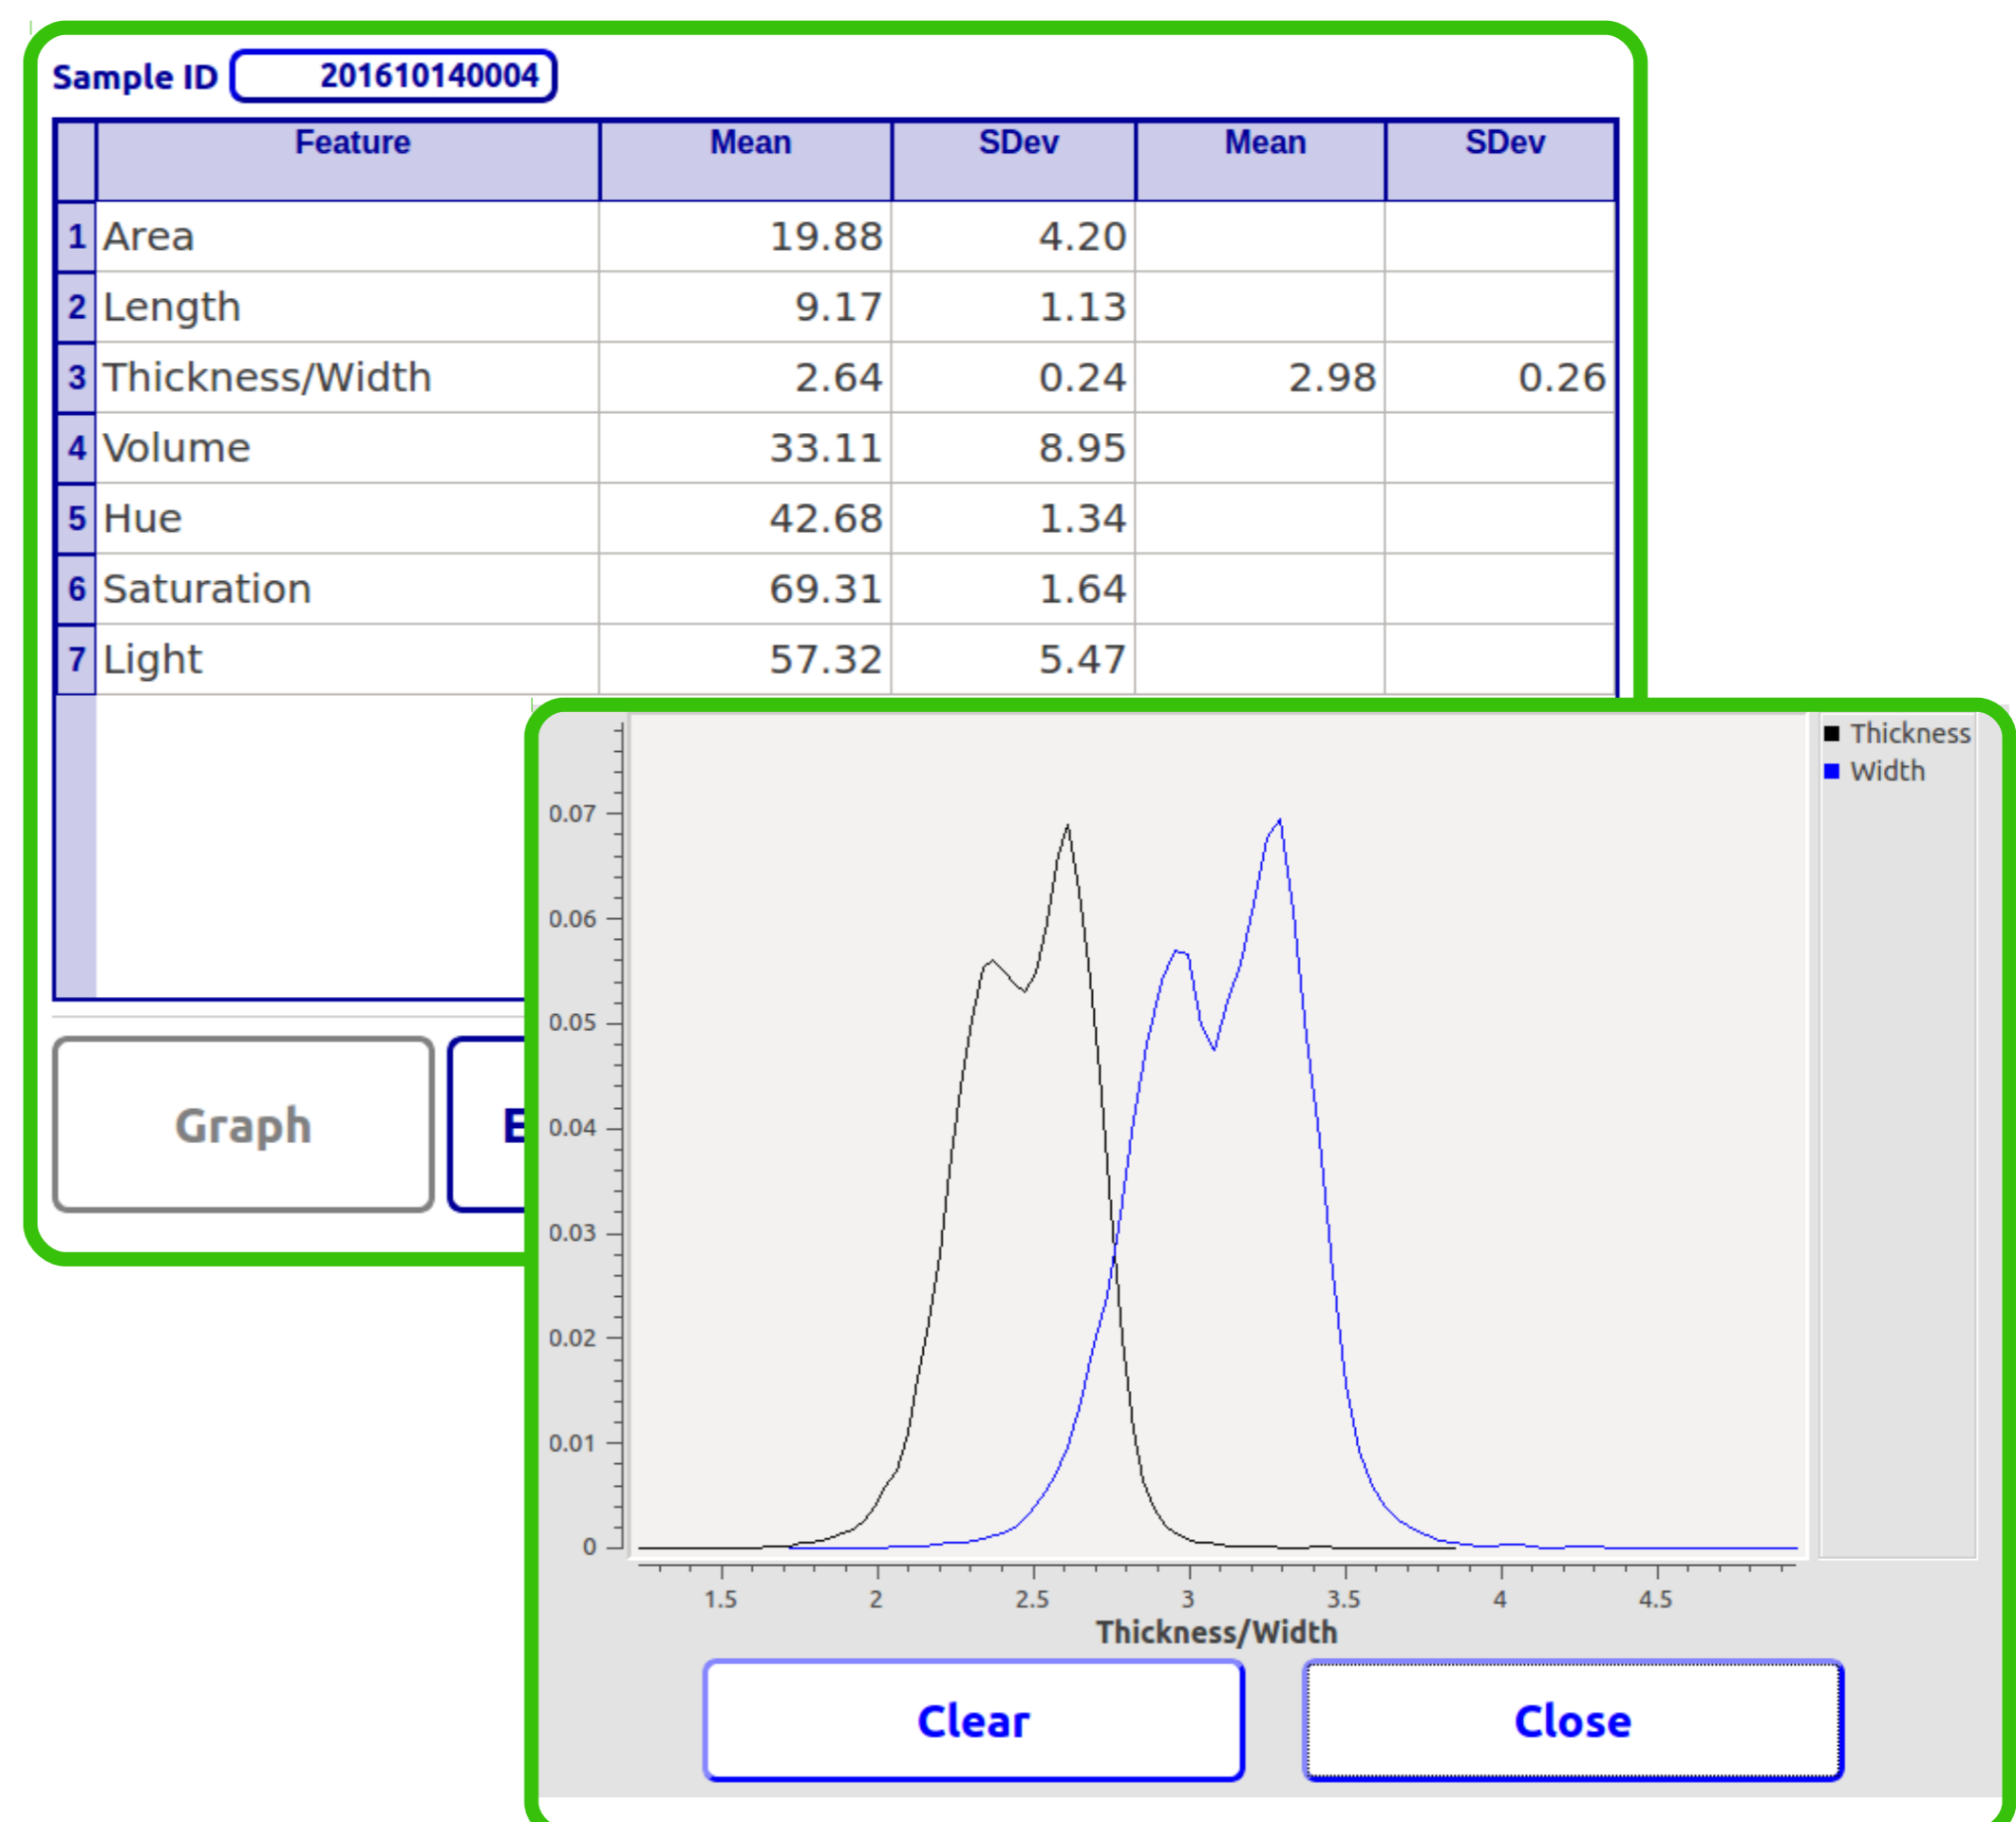 Sample ID 201610140004
Feature Mean SDev Mean SDev
1 Area 19.88 4.20
2 Length 9.17 1.13
3 Thickness/Width 2.64 0.24 2.98 0.26
4 Volume 33.11 8.95
5 Hue 42.68 1.34
6 Saturation 69.31 1.64
7 Light 57.32 5.47
Graph
Thickness
Width
0.07
0.06
0.05
0.04
0.03
0.02
0.01
0
1.5 2 2.5 3 3.5 4 4.5
Thickness/Width
Clear Close